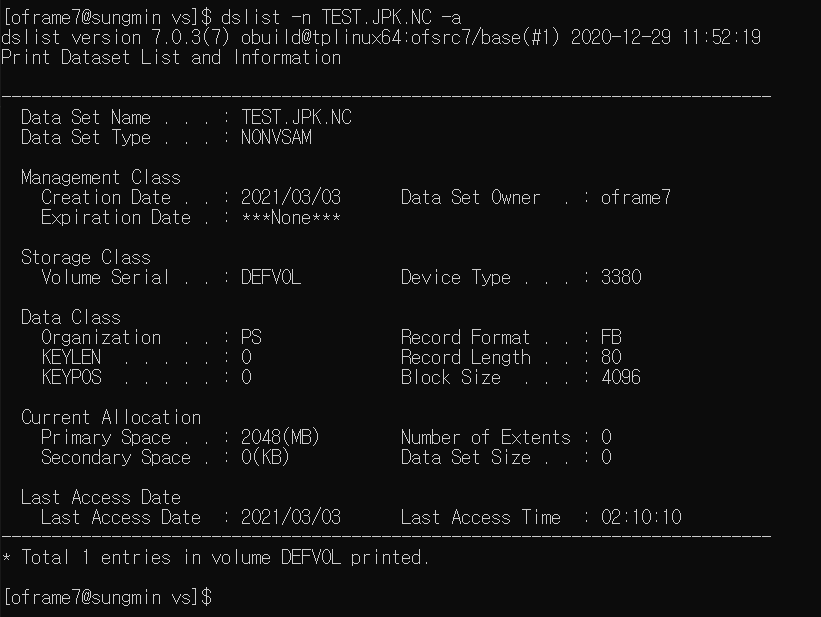 [oframe7@sungmin vs]$ dslist -n TEST.JPK.NC -a
dslist version 7.0.3(7) obuild@tplinux64:ofsrc7/base(#1) 2020-12-29 11:52:19
Print Dataset List and Information
-----------------------------------------------------------------------------
Data Set Name . . . : TEST.JPK.NC
Data Set Type . . . : NONVSAM
Management Class
Creation Date . . : 2021/03/03      Data Set Owner  . : oframe7
Expiration Date . : ***None***
Storage Class
Volume Serial . . : DEFVOL          Device Type . . . : 3380
Data Class
Organization  . . : PS              Record Format . . : FB
KEYLEN  . . . . . : 0               Record Length . . : 80
KEYPOS  . . . . . : 0               Block Size  . . . : 4096
Current Allocation
Primary Space . . : 2048(MB)        Number of Extents : 0
Secondary Space . : 0(KB)           Data Set Size . . : 0
Last Access Date
Last Access Date  : 2021/03/03      Last Access Time  : 02:10:10
-----------------------------------------------------------------------------
* Total 1 entries in volume DEFVOL printed.
[oframe7@sungmin vs]$